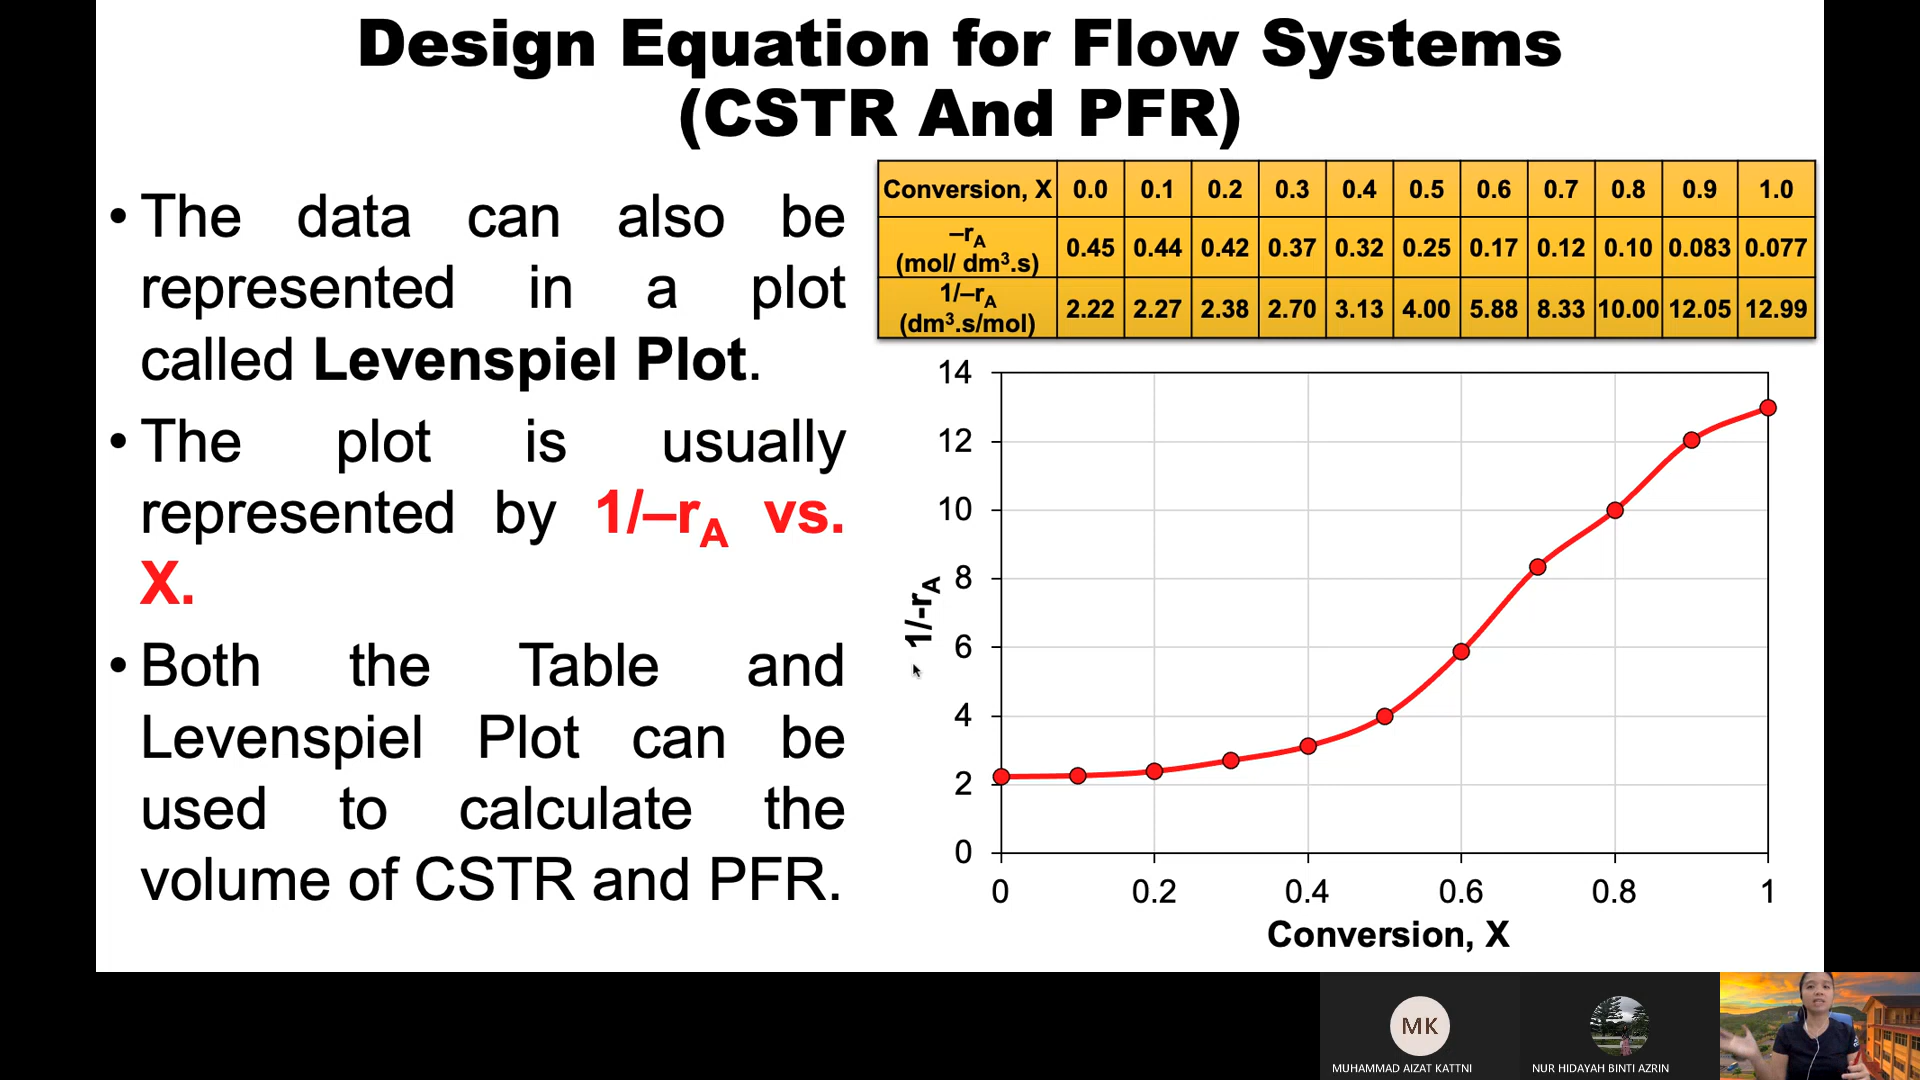 Design Equation for Flow Systems
(CSTR And PFR)
• The data can also be
represented in a plot
called Levenspiel Plot.
• The plot is usually
represented by 1/–rA vs.
X.
• Both the Table and
Levenspiel Plot can be
used to calculate the
volume of CSTR and PFR.
Conversion, X 0.0 0.1 0.2 0.3 0.4 0.5 0.6 0.7 0.8 0.9 1.0
–rA
(mol/ dm³.s) 0.45 0.44 0.42 0.37 0.32 0.25 0.17 0.12 0.10 0.083 0.077
1/–rA
(dm³.s/mol) 2.22 2.27 2.38 2.70 3.13 4.00 5.88 8.33 10.00 12.05 12.99
14
12
10
8
6
4
2
0
1/-rA
0 0.2 0.4 0.6 0.8 1
Conversion, X
MK
MUHAMMAD AIZAT KATTNI
NUR HIDAYAH BINTI AZRIN